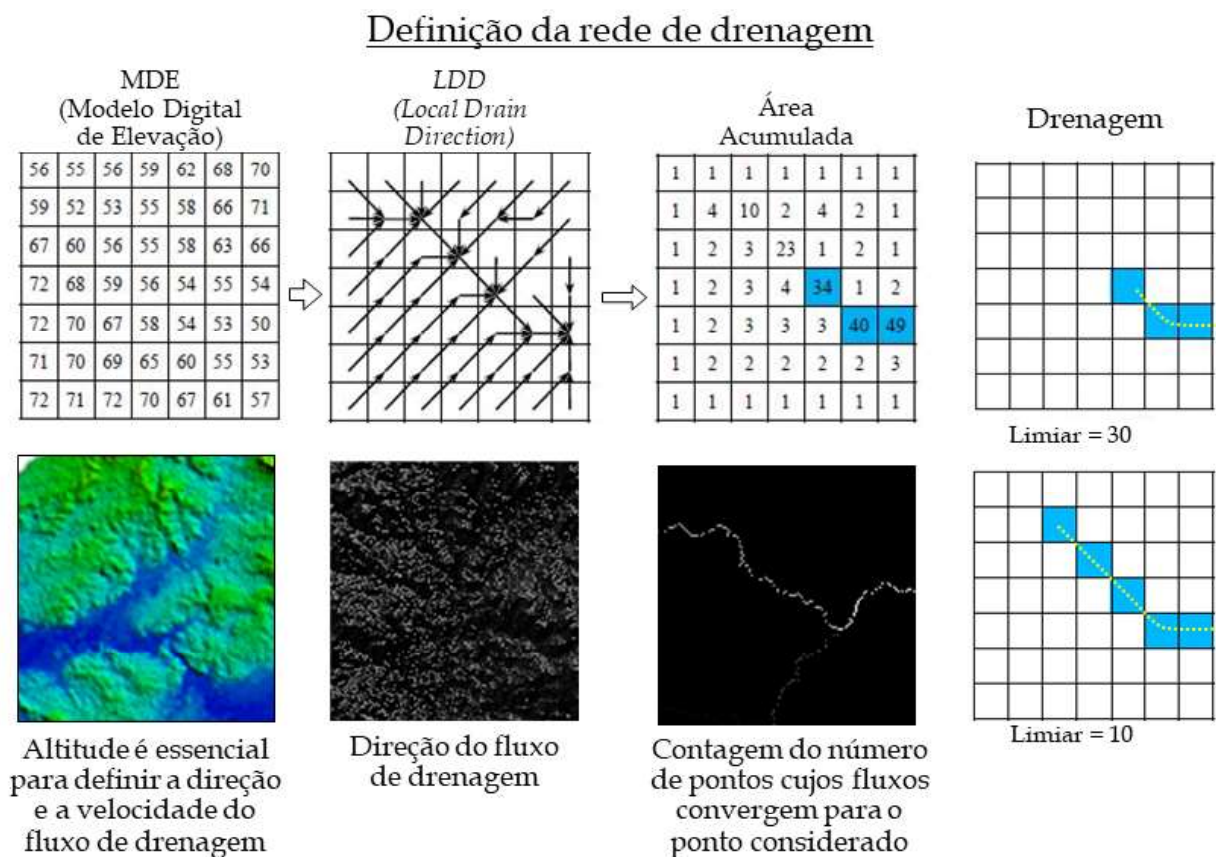 Definição da rede de drenagem
MDE
(Modelo Digital
de Elevação)
LDD
(Local Drain
Direction)
Área
Acumulada
Drenagem
56 55 56 59 62 68 70
59 52 53 55 58 66 71
67 60 56 55 58 63 66
72 68 59 56 54 55 54
72 70 67 58 54 53 50
71 70 69 65 60 55 53
72 71 72 70 67 61 57
1 1 1 1 1 1 1
1 4 10 2 4 2 1
1 2 3 23 1 2 1
1 2 3 4 34 1 2
1 2 3 3 3 40 49
1 2 2 2 2 2 3
1 1 1 1 1 1 1
Limiar = 30
Limiar = 10
Altitude é essencial
para definir a direção
e a velocidade do
fluxo de drenagem
Direção do fluxo
de drenagem
Contagem do número
de pontos cujos fluxos
convergem para o
ponto considerado